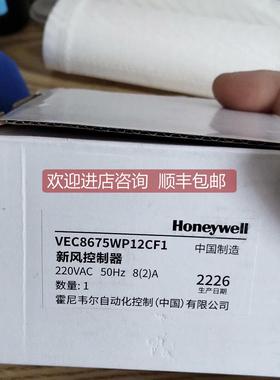 欢迎进店咨询 顺丰包邮
Honeywell
VEC8675WP12CF1
中国制造
新风控制器
220VAC 50Hz 8(2)A
数量:1
2226
生产日期
霍尼韦尔自动化控制(中国)有限公司